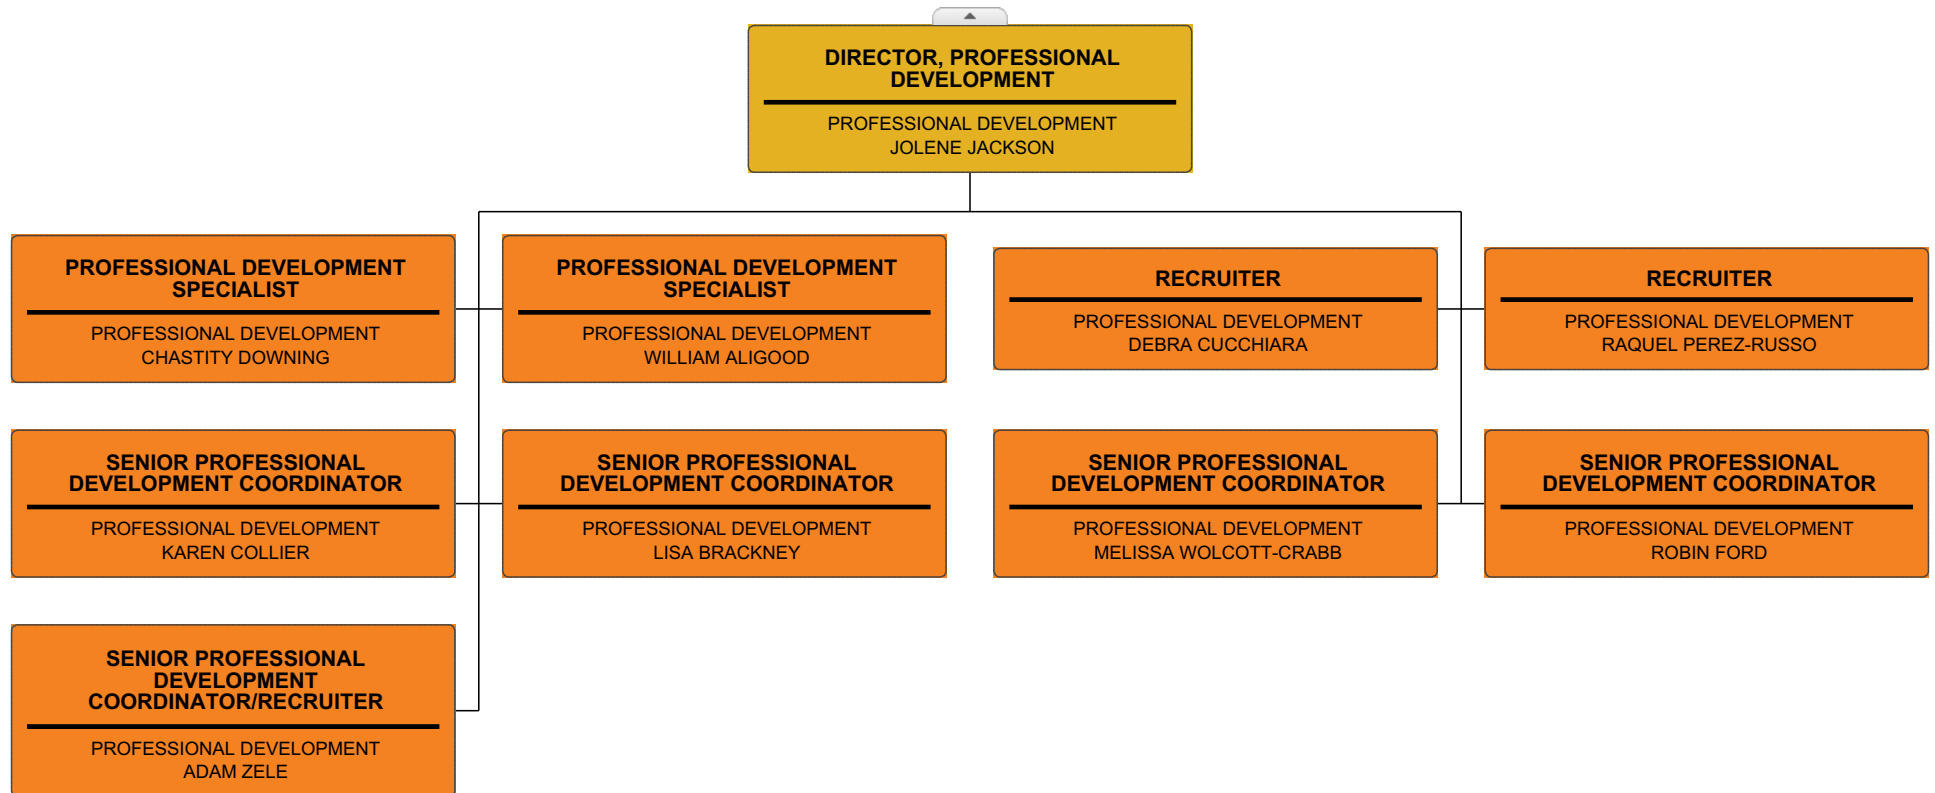 DIRECTOR, PROFESSIONAL
DEVELOPMENT
PROFESSIONAL DEVELOPMENT
JOLENE JACKSON
PROFESSIONAL DEVELOPMENT
SPECIALIST
PROFESSIONAL DEVELOPMENT
CHASTITY DOWNING
PROFESSIONAL DEVELOPMENT
SPECIALIST
PROFESSIONAL DEVELOPMENT
WILLIAM ALIGOOD
RECRUITER
PROFESSIONAL DEVELOPMENT
DEBRA CUCCHIARA
RECRUITER
PROFESSIONAL DEVELOPMENT
RAQUEL PEREZ-RUSSO
SENIOR PROFESSIONAL
DEVELOPMENT COORDINATOR
PROFESSIONAL DEVELOPMENT
KAREN COLLIER
SENIOR PROFESSIONAL
DEVELOPMENT COORDINATOR
PROFESSIONAL DEVELOPMENT
LISA BRACKNEY
SENIOR PROFESSIONAL
DEVELOPMENT COORDINATOR
PROFESSIONAL DEVELOPMENT
MELISSA WOLCOTT-CRABB
SENIOR PROFESSIONAL
DEVELOPMENT COORDINATOR
PROFESSIONAL DEVELOPMENT
ROBIN FORD
SENIOR PROFESSIONAL
DEVELOPMENT
COORDINATOR/RECRUITER
PROFESSIONAL DEVELOPMENT
ADAM ZELE